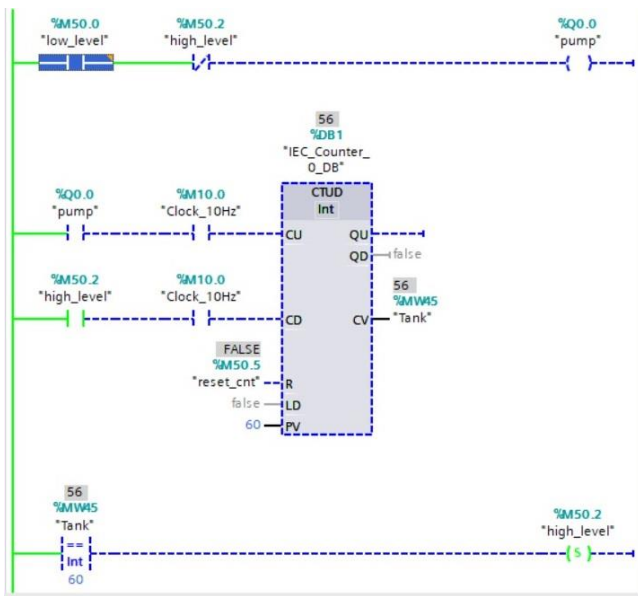 %M50.0 %M50.2 %Q0.0
"low_level" "high_level" "pump"
56
%DB1
"IEC_Counter_
0_DB"
%Q0.0 %M10.0 CTUD
"pump" "Clock_10Hz" Int
CU QU
QD false
%M50.2 %M10.0 56
"high_level" "Clock_10Hz" %MW45
CD CV "Tank"
FALSE
%M50.5
"reset_cnt" R
false LD
60 PV
56
%MW45 %M50.2
"Tank" "high_level"
== S
Int
60